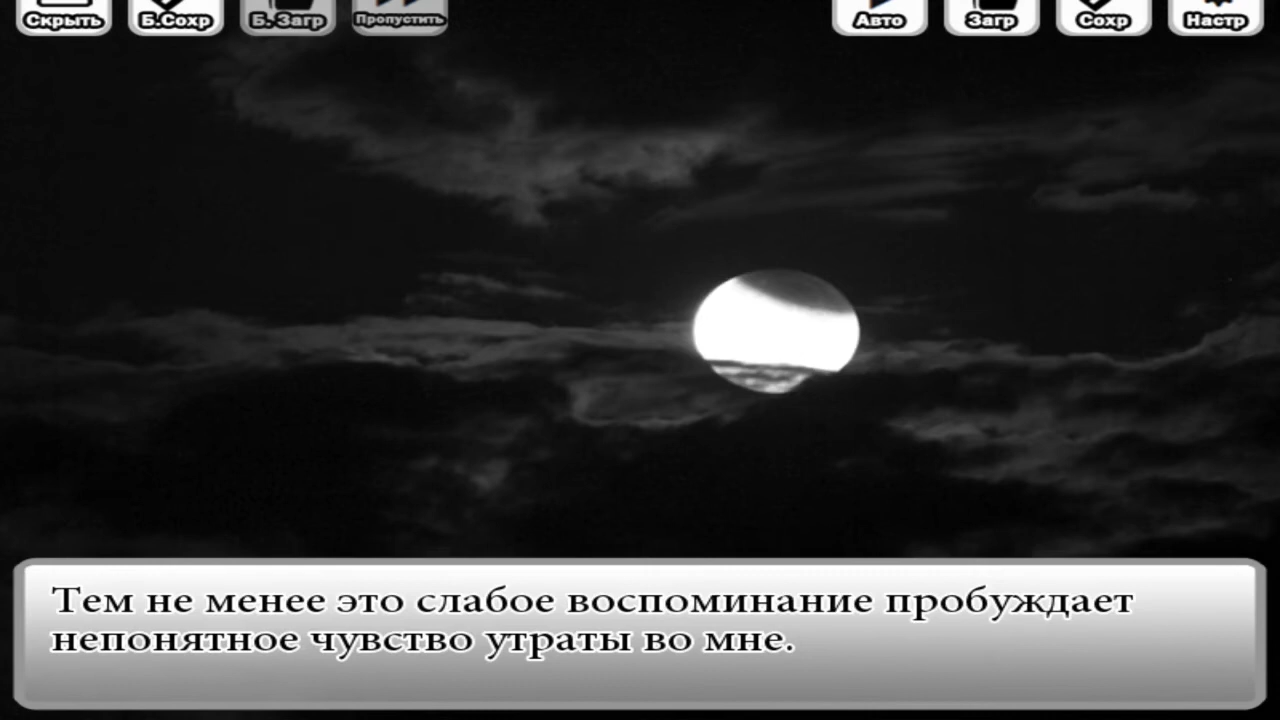 Скрыть Б.Сохр Б. Загр Пропустить Авто Загр Сохр Настр
Тем не менее это слабое воспоминание пробуждает
непонятное чувство утраты во мне.